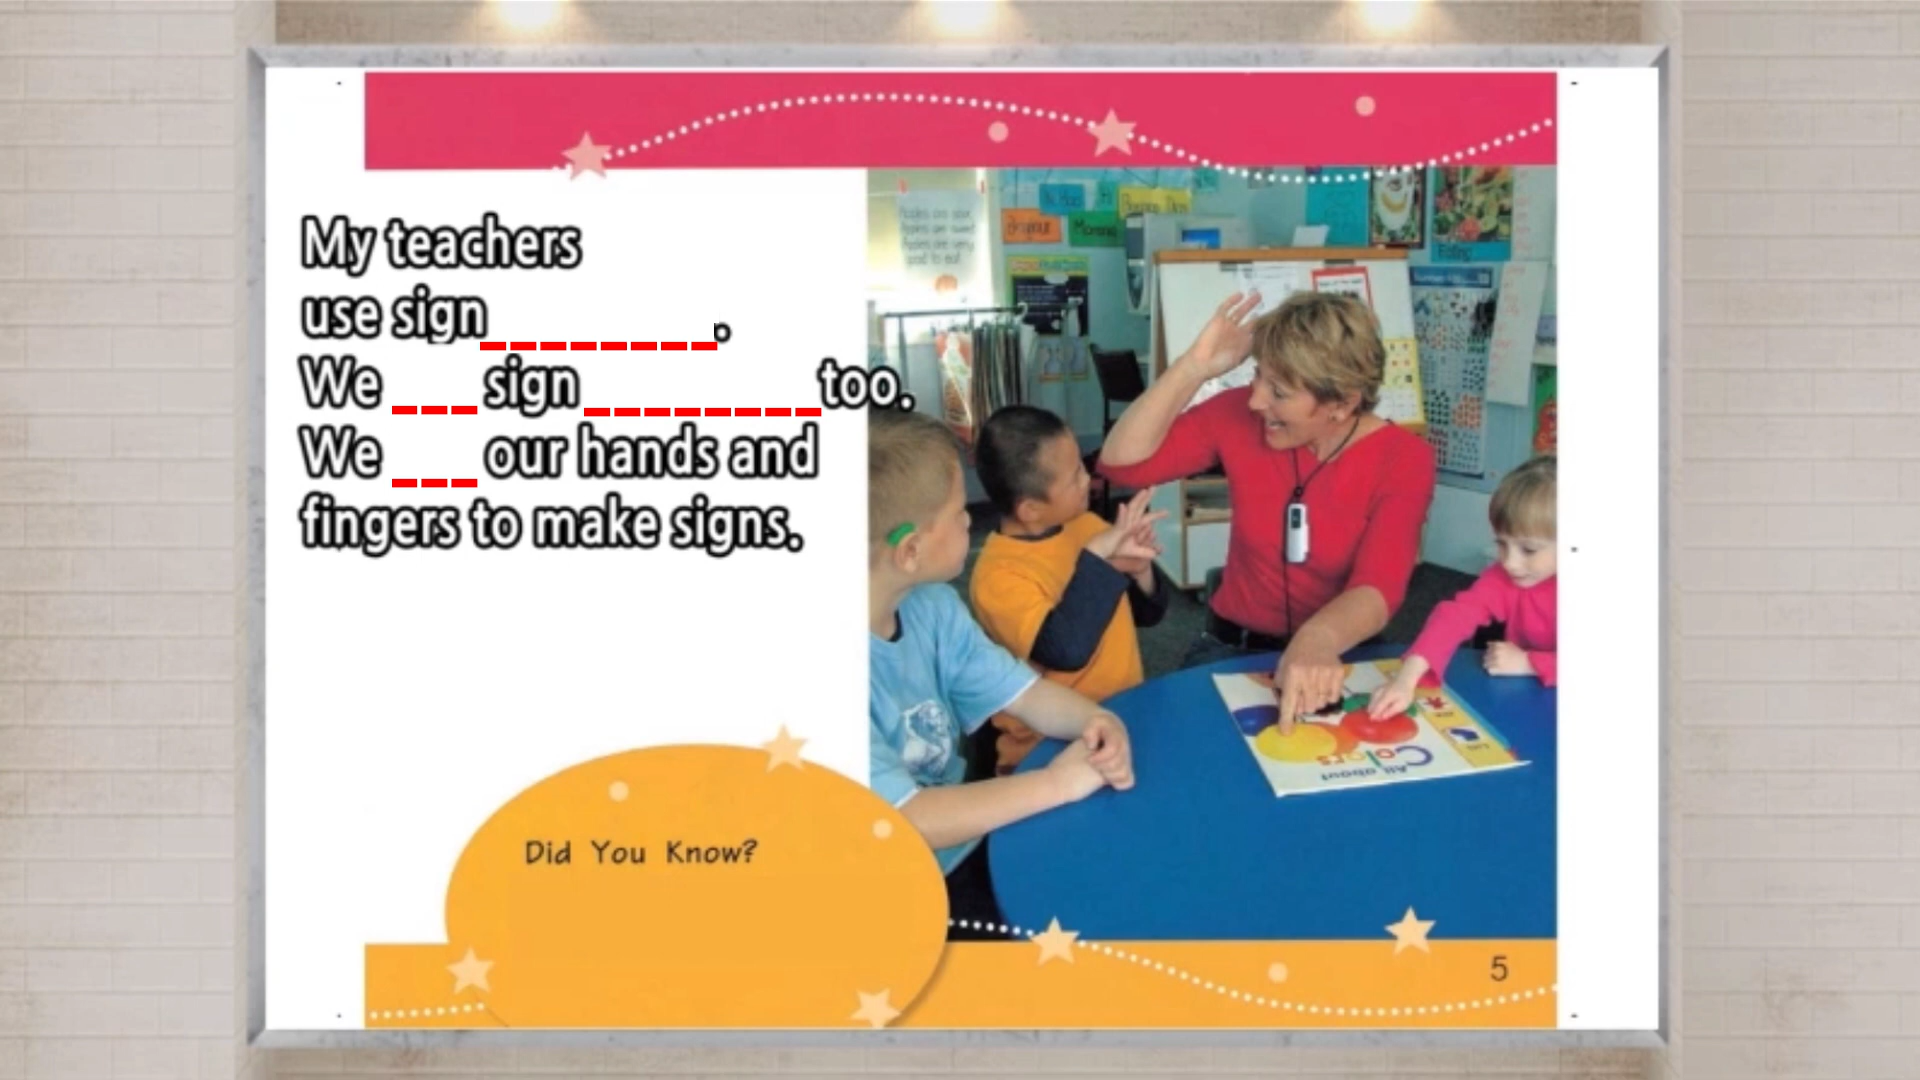 My teachers
use sign ________.
We ___ sign ________ too.
We ___ our hands and
fingers to make signs.
Did You Know?
All about
Colors
Bonjour
5